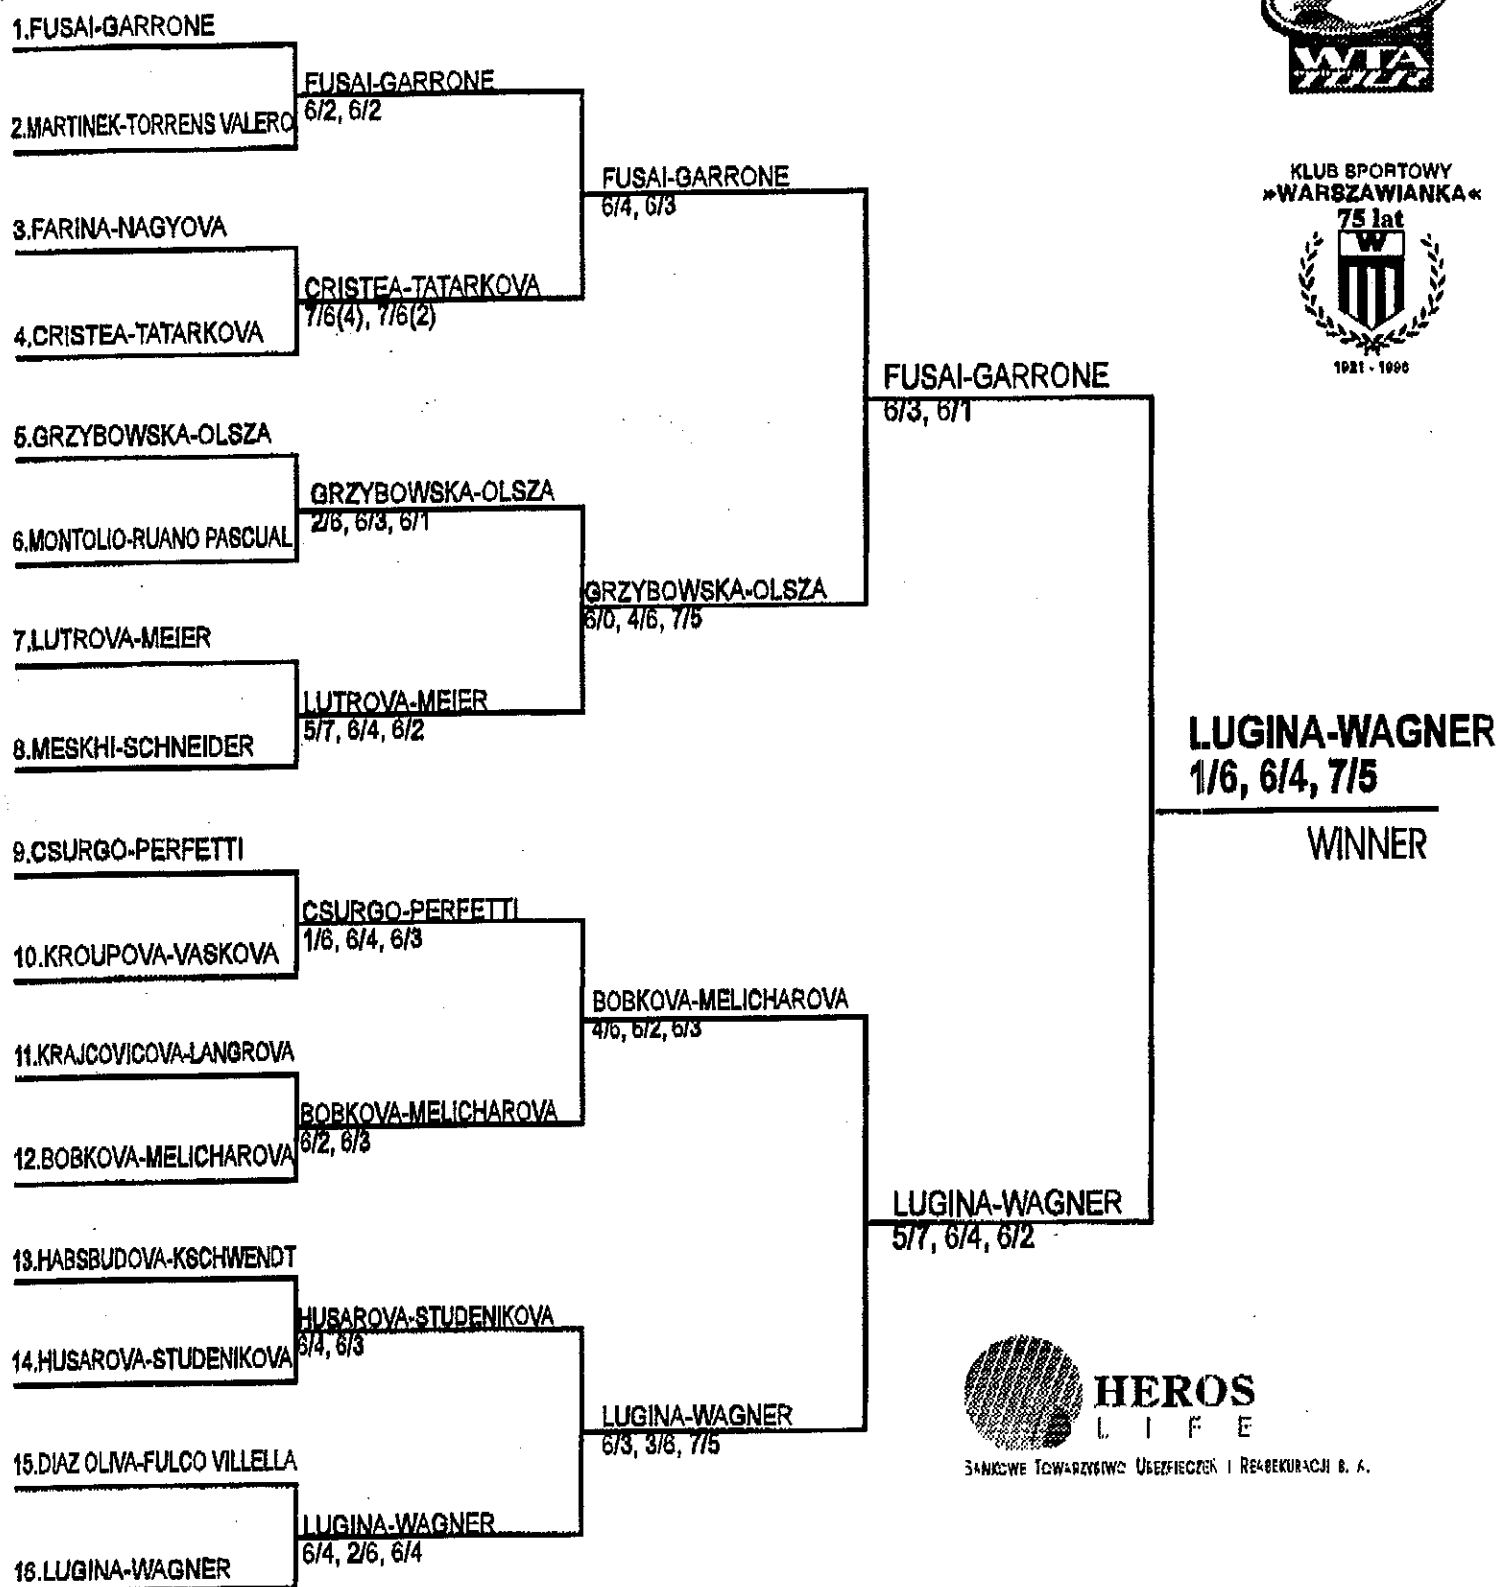 1.FUSAI-GARRONE
2.MARTINEK-TORRENS VALERO
3.FARINA-NAGYOVA
4.CRISTEA-TATARKOVA
5.GRZYBOWSKA-OLSZA
6.MONTOLIO-RUANO PASCUAL
7.LUTROVA-MEIER
8.MESKHI-SCHNEIDER
9.CSURGO-PERFETTI
10.KROUPOVA-VASKOVA
11.KRAJCOVICOVA-LANGROVA
12.BOBKOVA-MELICHAROVA
13.HABSBUDOVA-KSCHWENDT
14.HUSAROVA-STUDENIKOVA
15.DIAZ OLIVA-FULCO VILLELLA
16.LUGINA-WAGNER
FUSAI-GARRONE
6/2, 6/2
CRISTEA-TATARKOVA
7/6(4), 7/6(2)
GRZYBOWSKA-OLSZA
2/6, 6/3, 6/1
LUTROVA-MEIER
5/7, 6/4, 6/2
CSURGO-PERFETTI
1/6, 6/4, 6/3
BOBKOVA-MELICHAROVA
6/2, 6/3
HUSAROVA-STUDENIKOVA
6/4, 6/3
LUGINA-WAGNER
6/4, 2/6, 6/4
FUSAI-GARRONE
6/4, 6/3
GRZYBOWSKA-OLSZA
6/0, 4/6, 7/5
BOBKOVA-MELICHAROVA
4/6, 6/2, 6/3
LUGINA-WAGNER
6/3, 3/6, 7/5
FUSAI-GARRONE
6/3, 6/1
LUGINA-WAGNER
5/7, 6/4, 6/2
LUGINA-WAGNER
1/6, 6/4, 7/5
WINNER
WTA
TOUR
KLUB SPORTOWY
»WARSZAWIANKA«
75 lat
W
1921 - 1996
HEROS
LIFE
BANKOWE TOWARZYSTWO UBEZPIECZEŃ I REASEKURACJI S. A.